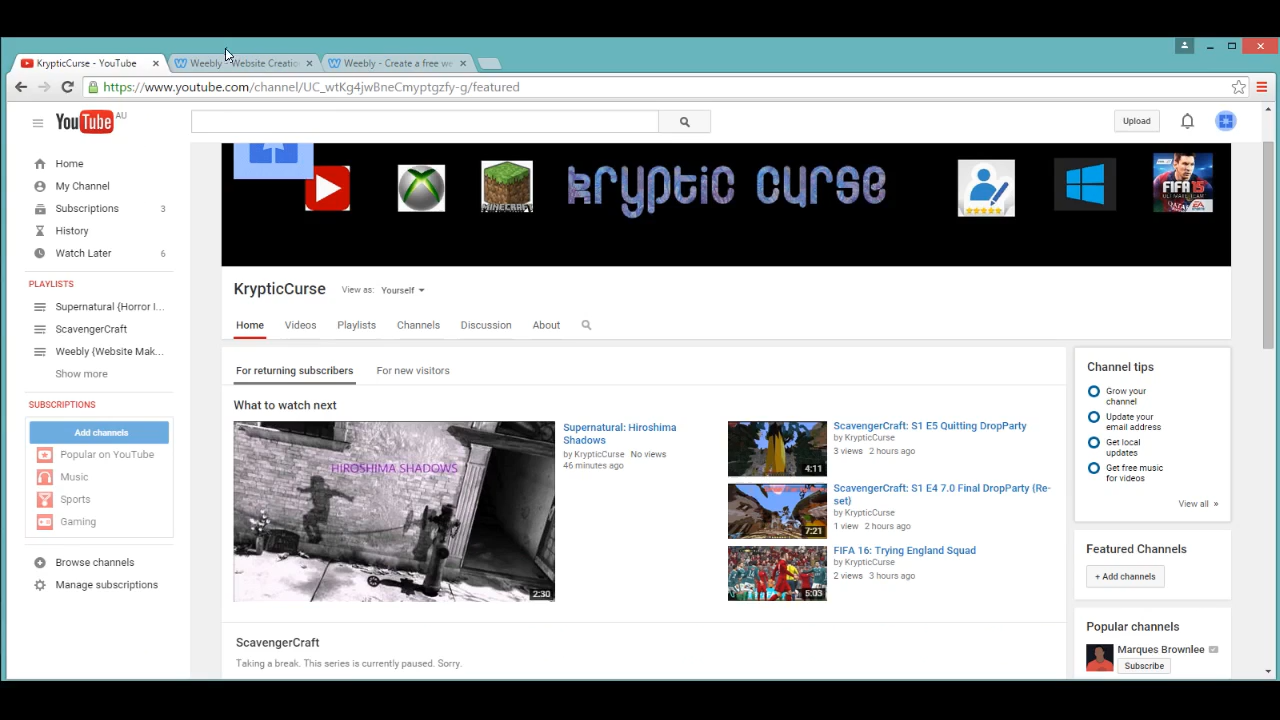 KrypticCurse - YouTube
Weebly - Website Creatio
Weebly - Create a free we
https://www.youtube.com/channel/UC_wtKg4jwBneCmyptgzfy-g/featured
YouTube AU
Upload
Home
My Channel
Subscriptions 3
History
Watch Later 6
PLAYLISTS
Supernatural {Horror I...
ScavengerCraft
Weebly {Website Mak...
Show more
SUBSCRIPTIONS
Add channels
Popular on YouTube
Music
Sports
Gaming
Browse channels
Manage subscriptions
MINECRAFT
Kryptic Curse
FIFA 15
ULTIMATE TEAM
KrypticCurse
View as: Yourself
Home Videos Playlists Channels Discussion About
For returning subscribers For new visitors
What to watch next
HIROSHIMA SHADOWS
2:30
Supernatural: Hiroshima
Shadows
by KrypticCurse No views
46 minutes ago
4:11
ScavengerCraft: S1 E5 Quitting DropParty
by KrypticCurse
3 views 2 hours ago
7:21
ScavengerCraft: S1 E4 7.0 Final DropParty (Re-
set)
by KrypticCurse
1 view 2 hours ago
5:03
FIFA 16: Trying England Squad
by KrypticCurse
2 views 3 hours ago
ScavengerCraft
Taking a break. This series is currently paused. Sorry.
Channel tips
Grow your
channel
Update your
email address
Get local
updates
Get free music
for videos
View all »
Featured Channels
+ Add channels
Popular channels
Marques Brownlee
Subscribe